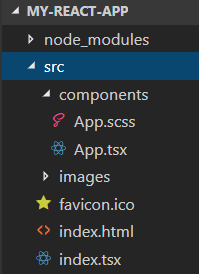 MY-REACT-APP
node_modules
src
components
App.scss
App.tsx
images
favicon.ico
index.html
index.tsx